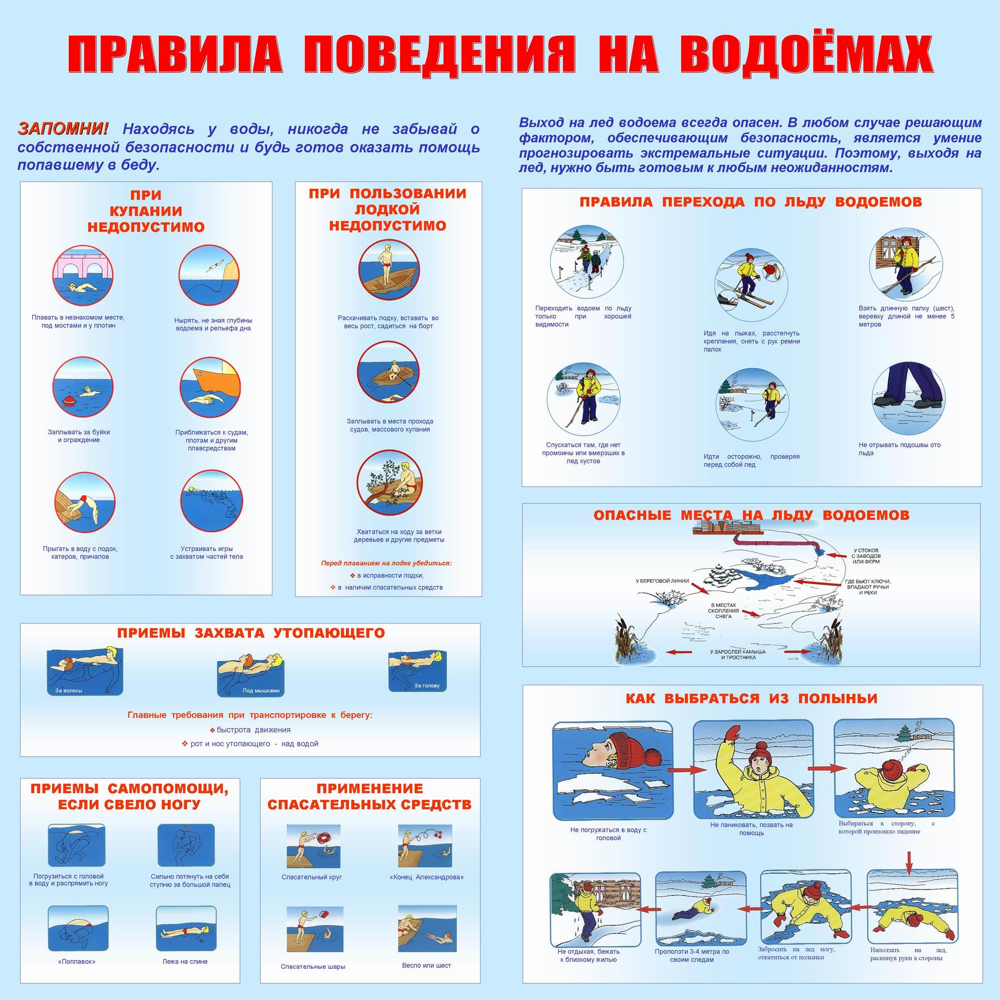 ПРАВИЛА ПОВЕДЕНИЯ НА ВОДОЁМАХ
ЗАПОМНИ! Находясь у воды, никогда не забывай о
собственной безопасности и будь готов оказать помощь
попавшему в беду.
ПРИ
КУПАНИИ
НЕДОПУСТИМО
Плавать в незнакомом месте,
под мостами и у плотин
Нырять, не зная глубины
водоема и рельефа дна
Заплывать за буйки
и ограждение
Приближаться к судам,
плотам и другим
плавсредствам
Прыгать в воду с лодок,
катеров, причалов
Устраивать игры
с захватом частей тела
ПРИ ПОЛЬЗОВАНИИ
ЛОДКОЙ
НЕДОПУСТИМО
Раскачивать лодку, вставать во
весь рост, садиться на борт
Заплывать в места прохода
судов, массового купания
Хвататься на ходу за ветки
деревьев и другие предметы
Перед плаванием на лодке убедиться:
❖ в исправности лодки;
❖ в наличии спасательных средств
ПРИЕМЫ ЗАХВАТА УТОПАЮЩЕГО
За волосы
Под мышками
За голову
Главные требования при транспортировке к берегу:
❖ быстрота движения
❖ рот и нос утопающего - над водой
ПРИЕМЫ САМОПОМОЩИ,
ЕСЛИ СВЕЛО НОГУ
Погрузиться с головой
в воду и распрямить ногу
Сильно потянуть на себя
ступню за большой палец
«Поплавок»
Лежа на спине
ПРИМЕНЕНИЕ
СПАСАТЕЛЬНЫХ СРЕДСТВ
Спасательный круг
«Конец Александрова»
Спасательные шары
Весло или шест
Выход на лед водоема всегда опасен. В любом случае решающим
фактором, обеспечивающим безопасность, является умение
прогнозировать экстремальные ситуации. Поэтому, выходя на
лед, нужно быть готовым к любым неожиданностям.
ПРАВИЛА ПЕРЕХОДА ПО ЛЬДУ ВОДОЕМОВ
Переходить водоем по льду
только при хорошей
видимости
Идя на лыжах, расстегнуть
крепления, снять с рук ремни
палок
Взять длинную палку (шест),
веревку длиной не менее 5
метров
Спускаться там, где нет
промоины или вмерзших в
лед кустов
Идти осторожно, проверяя
перед собой лед
Не отрывать подошвы ото
льда
ОПАСНЫЕ МЕСТА НА ЛЬДУ ВОДОЕМОВ
У СТОКОВ
С ЗАВОДОВ
ИЛИ ФЕРМ
У БЕРЕГОВОЙ ЛИНИИ
ГДЕ БЬЮТ КЛЮЧИ,
ВПАДАЮТ РУЧЬИ
И РЕКИ
В МЕСТАХ
СКОПЛЕНИЯ
СНЕГА
У ЗАРОСЛЕЙ КАМЫША
И ТРОСТНИКА
КАК ВЫБРАТЬСЯ ИЗ ПОЛЫНЬИ
Не погружаться в воду с
головой
Не паниковать, позвать на
помощь
Выбираться в сторону, с
которой произошло падение
Не отдыхая, бежать
к близкому жилью
Проползти 3-4 метра по
своим следам
Забросить на лед ногу,
откатиться от полыньи
Наползать на лед,
раскинув руки в стороны